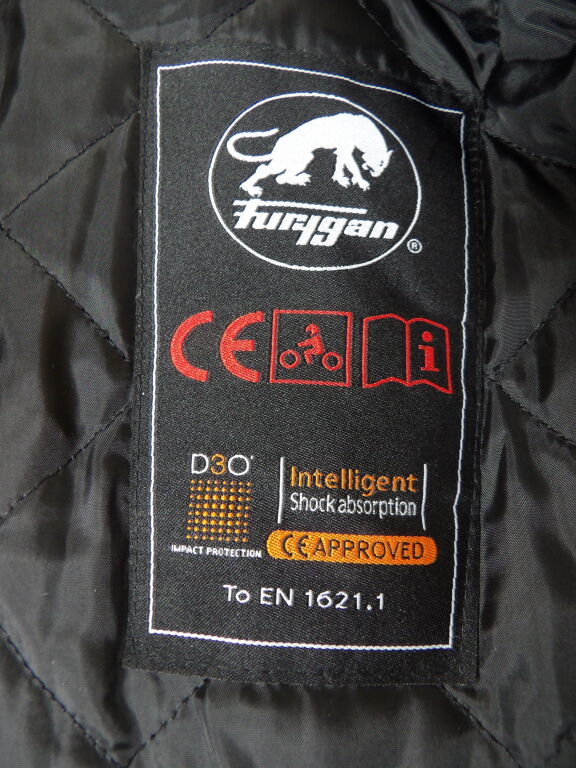 Furygan®
CE i
D3O
Intelligent
Shock absorption
IMPACT PROTECTION
CE APPROVED
To EN 1621.1